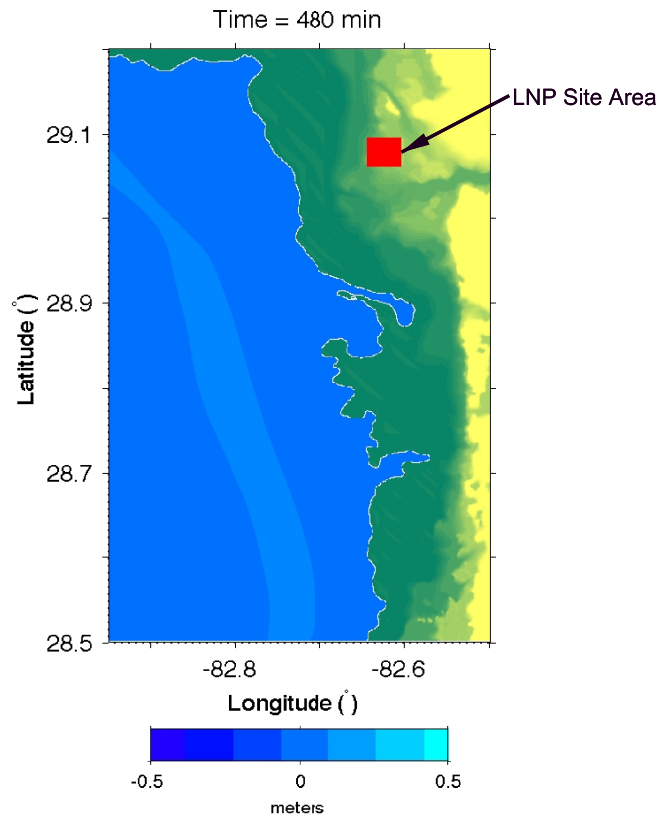 Time = 480 min
LNP Site Area
29.1
28.9
28.7
28.5
Latitude (°)
-82.8 -82.6
Longitude (°)
-0.5 0 0.5
meters